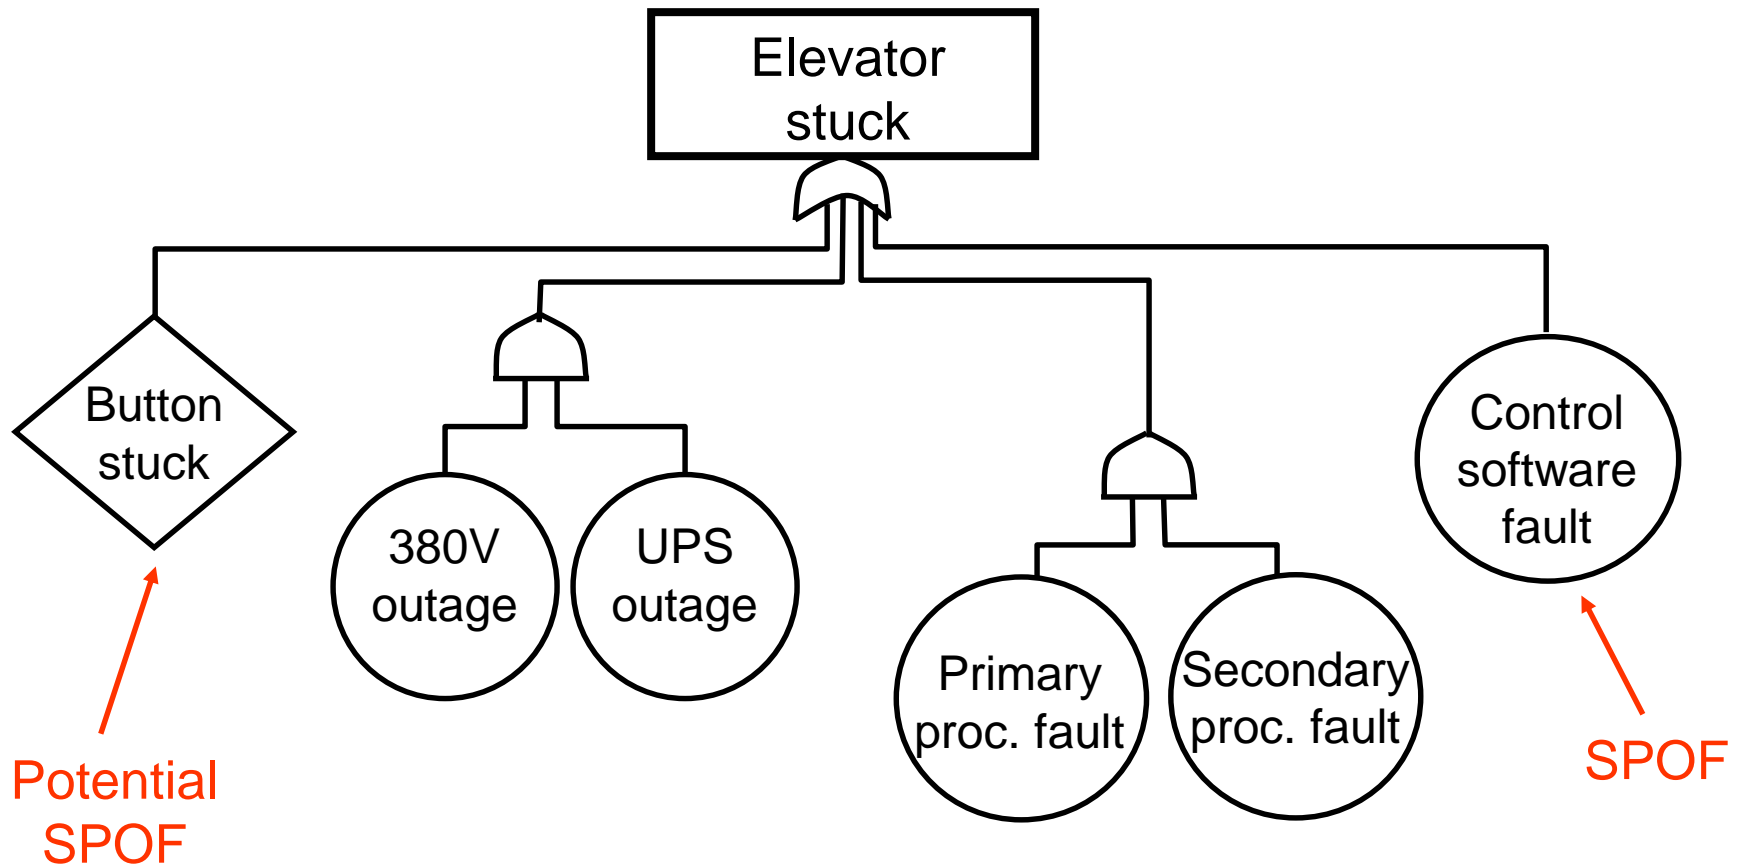 Elevator
stuck
Button
stuck
380V
outage
UPS
outage
Primary
proc. fault
Secondary
proc. fault
Control
software
fault
Potential
SPOF
SPOF